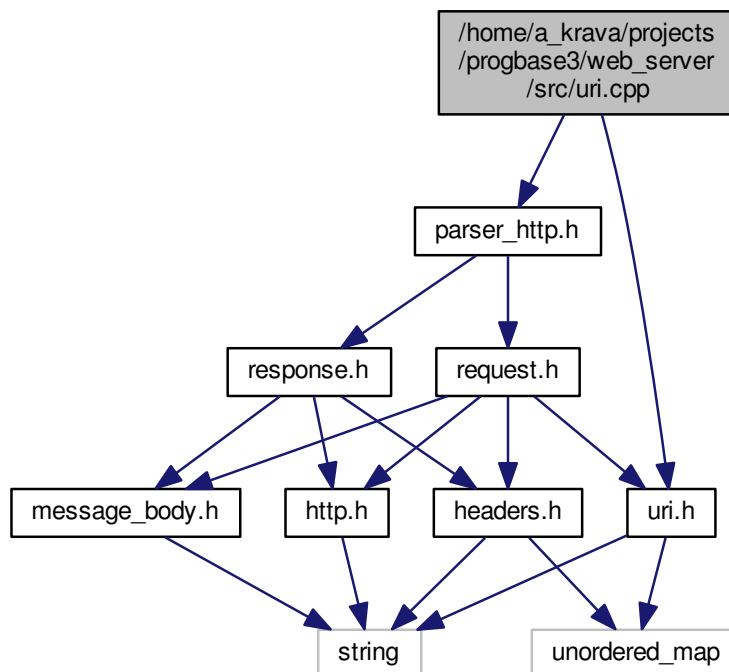 /home/a_krava/projects
/progbase3/web_server
/src/uri.cpp
parser_http.h
response.h
request.h
message_body.h
http.h
headers.h
uri.h
string
unordered_map